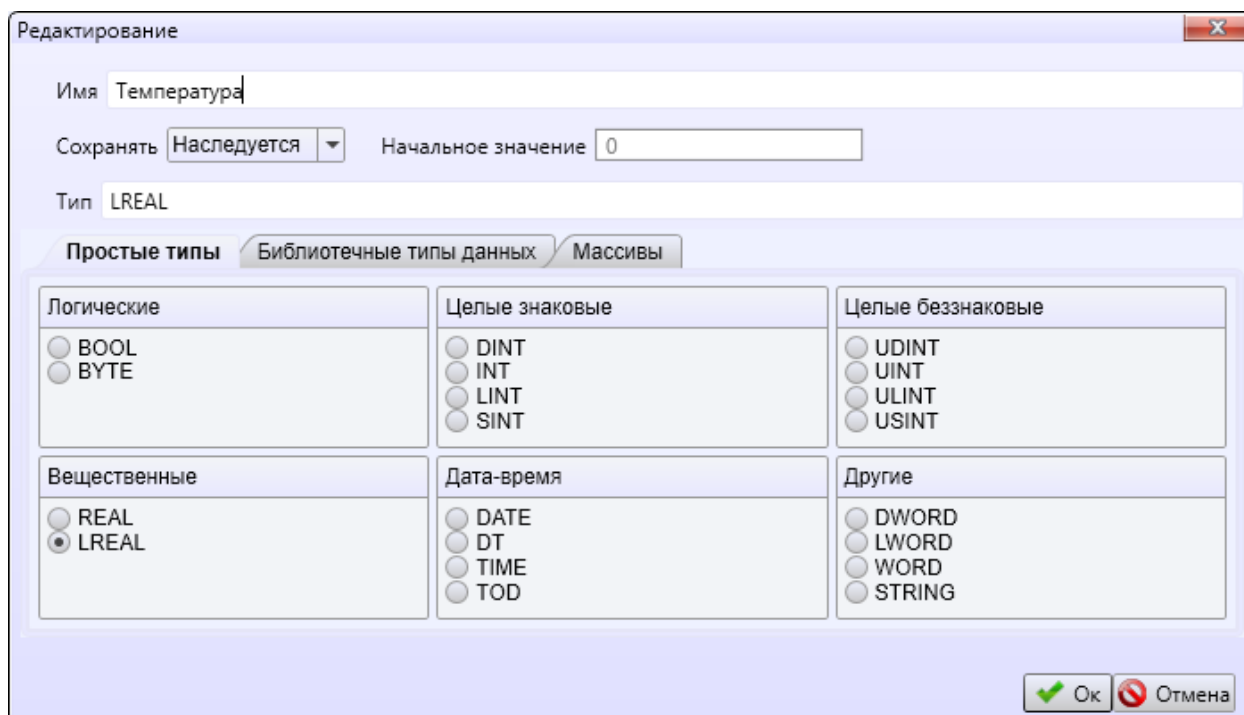 Редактирование
Имя Температура
Сохранять Наследуется Начальное значение 0
Тип LREAL
Простые типы Библиотечные типы данных Массивы
Логические
BOOL
BYTE
Целые знаковые
DINT
INT
LINT
SINT
Целые беззнаковые
UDINT
UINT
ULINT
USINT
Вещественные
REAL
LREAL
Дата-время
DATE
DT
TIME
TOD
Другие
DWORD
LWORD
WORD
STRING
Ок Отмена